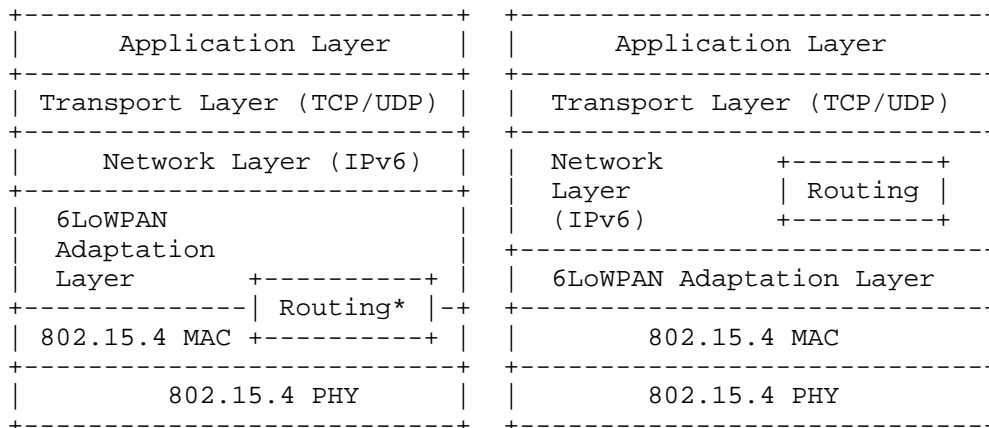 +---------------------------+  +------------------------------
|      Application Layer    |  |      Application Layer
+---------------------------+  +------------------------------
| Transport Layer (TCP/UDP) |  |  Transport Layer (TCP/UDP)
+---------------------------+  +------------------------------
|     Network Layer (IPv6)  |  |  Network       +---------+
+---------------------------+  |  Layer         | Routing |
|  6LoWPAN                  |  |  (IPv6)        +---------+
|  Adaptation               |  +------------------------------
|  Layer       +----------+ |  |  6LoWPAN Adaptation Layer
+--------------| Routing* |-+  +------------------------------
| 802.15.4 MAC +----------+ |  |        802.15.4 MAC
+---------------------------+  +------------------------------
|         802.15.4 PHY      |  |        802.15.4 PHY
+---------------------------+  +------------------------------